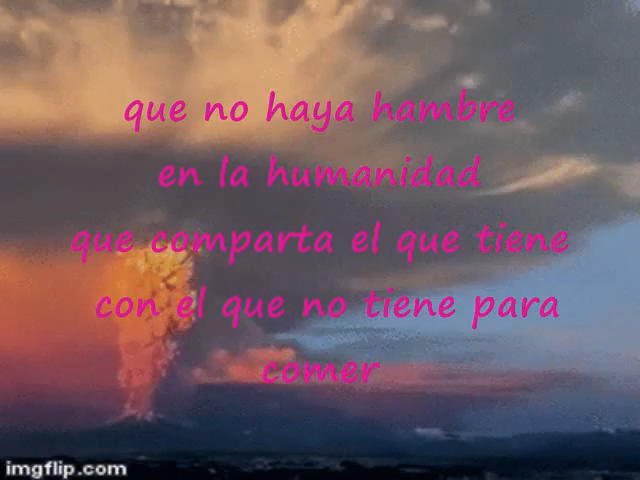 que no haya hambre
en la humanidad
que comparta el que tiene
con el que no tiene para
comer
imgflip.com